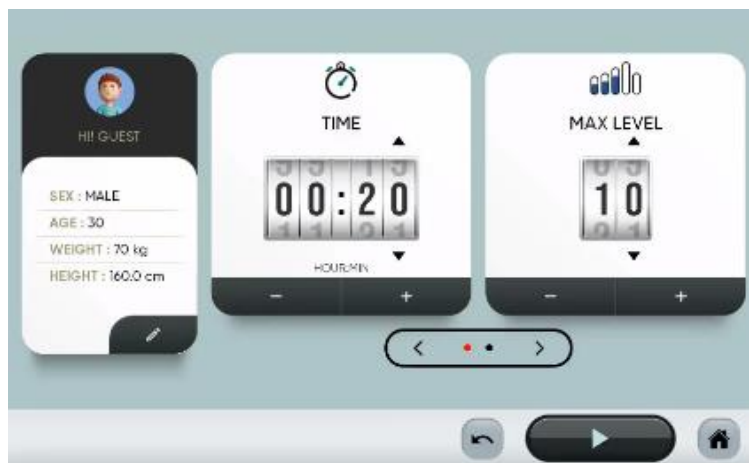 HI! GUEST
SEX : MALE
AGE : 30
WEIGHT : 70 kg
HEIGHT : 160.0 cm
TIME
00:20
HOUR:MIN
- +
MAX LEVEL
10
- +